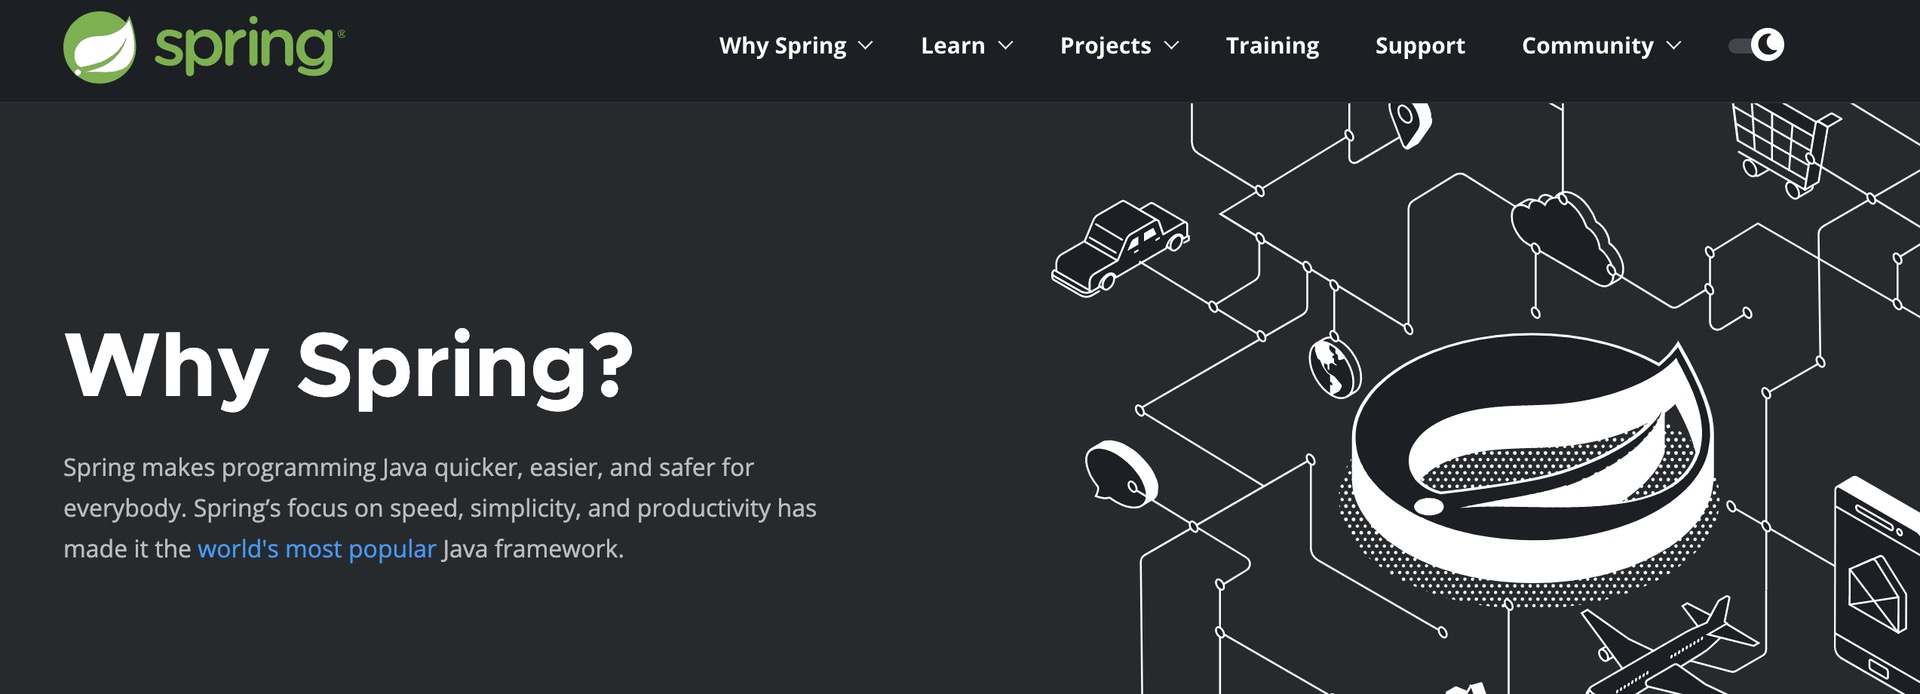 spring®
Why Spring
Learn
Projects
Training
Support
Community
Why Spring?
Spring makes programming Java quicker, easier, and safer for
everybody. Spring’s focus on speed, simplicity, and productivity has
made it the world's most popular Java framework.